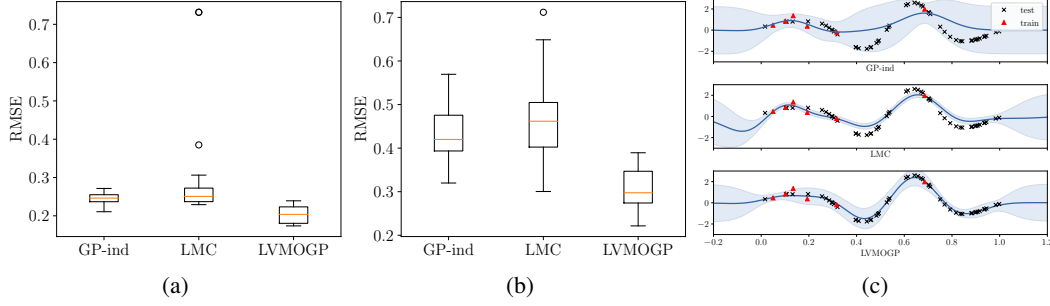 RMSE
0.7
0.6
0.5
0.4
0.3
0.2
GP-ind LMC LVMOGP
(a)
RMSE
0.7
0.6
0.5
0.4
0.3
0.2
GP-ind LMC LVMOGP
(b)
test
train
2
0
−2
GP-ind
2
0
−2
LMC
2
0
−2
−0.2 0.0 0.2 0.4 0.6 0.8 1.0 1.2
LVMOGP
(c)